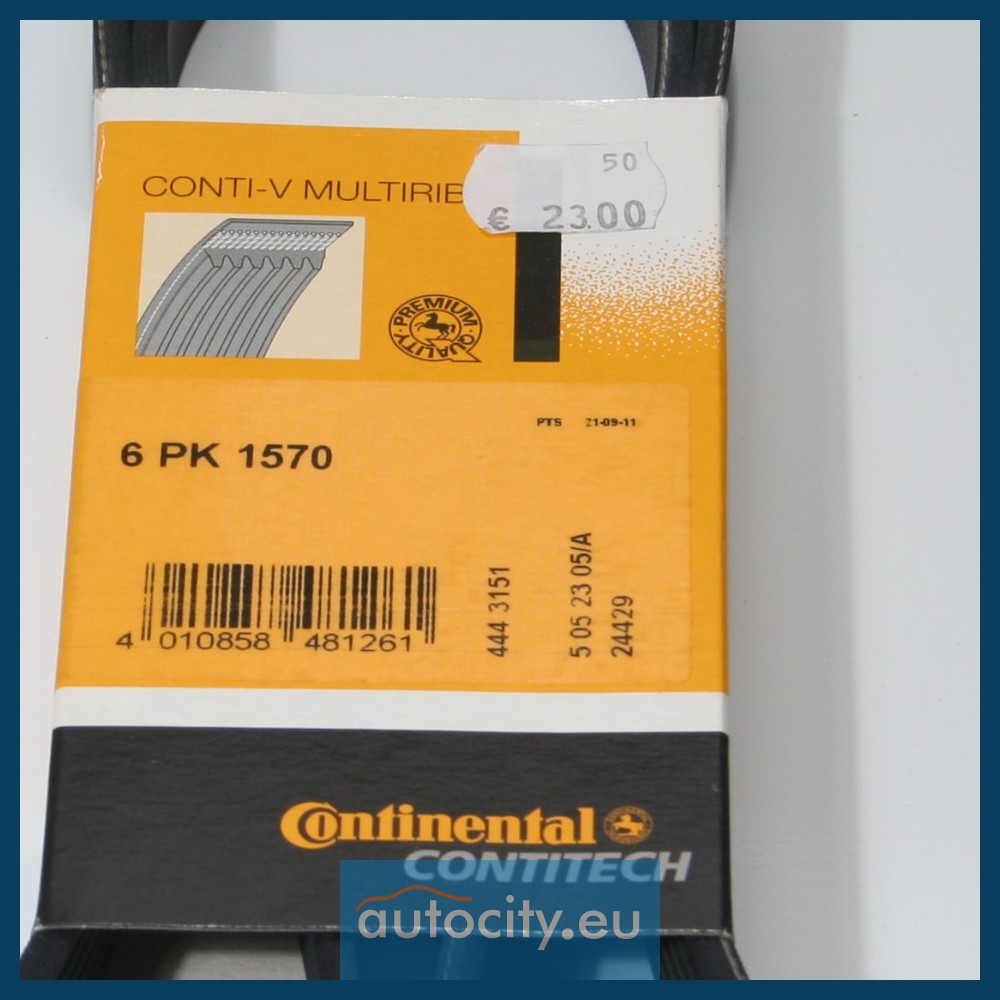 50
CONTI-V MULTIRIB
€ 23.00
PREMIUM
QUALITY
PTS 21-09-11
6 PK 1570
444 3151
5 05 23 05/A
24429
4 010858 481261
Continental
CONTITECH
autocity.eu